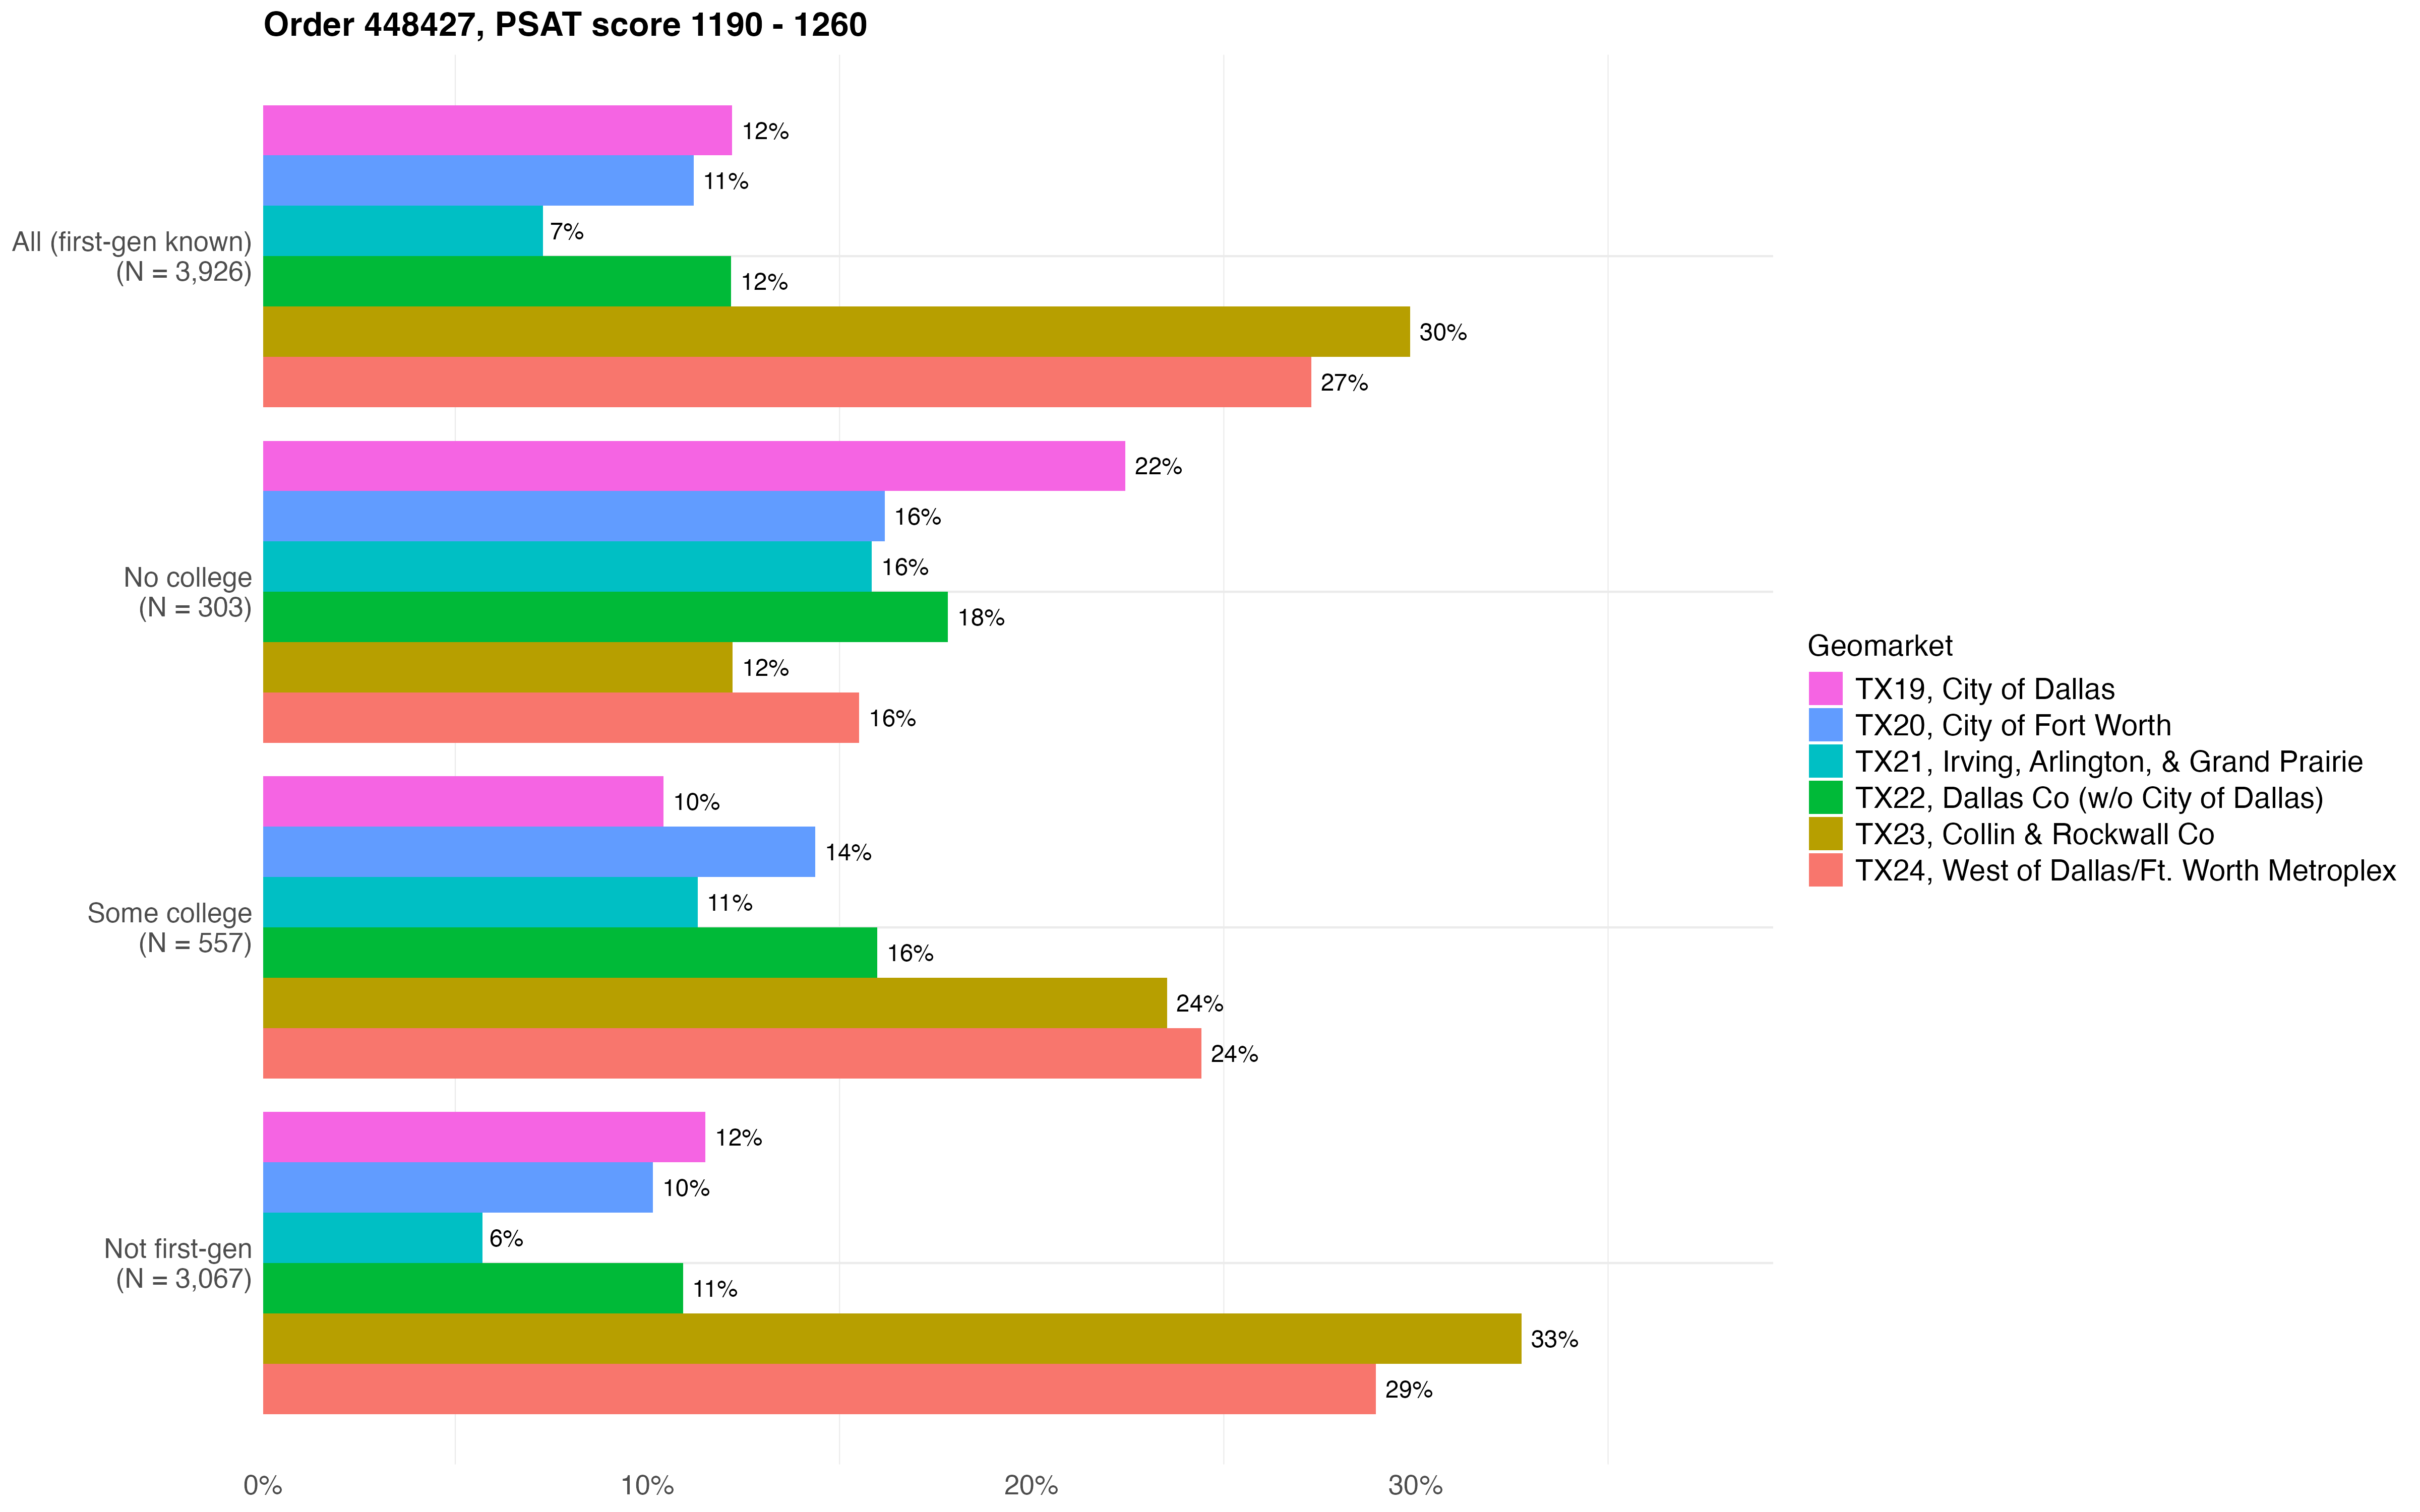 Order 448427, PSAT score 1190 - 1260
All (first-gen known)
(N = 3,926)
12%
11%
7%
12%
30%
27%
No college
(N = 303)
22%
16%
16%
18%
12%
16%
Some college
(N = 557)
10%
14%
11%
16%
24%
24%
Not first-gen
(N = 3,067)
12%
10%
6%
11%
33%
29%
0%
10%
20%
30%
Geomarket
TX19, City of Dallas
TX20, City of Fort Worth
TX21, Irving, Arlington, & Grand Prairie
TX22, Dallas Co (w/o City of Dallas)
TX23, Collin & Rockwall Co
TX24, West of Dallas/Ft. Worth Metroplex